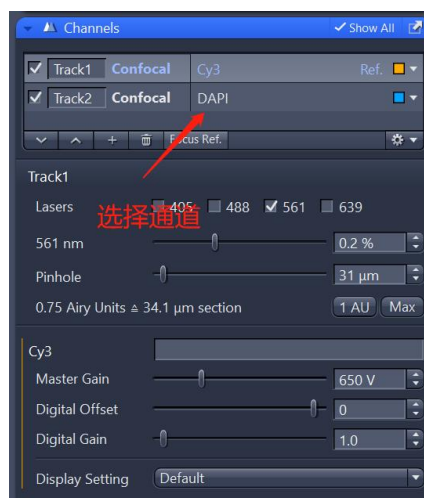 Channels Show All
Track1 Confocal Cy3 Ref.
Track2 Confocal DAPI
Focus Ref.
Track1
Lasers 405 488 561 639
选择通道
561 nm 0.2 %
Pinhole 31 µm
0.75 Airy Units ≙ 34.1 µm section 1 AU Max
Cy3
Master Gain 650 V
Digital Offset 0
Digital Gain 1.0
Display Setting Default